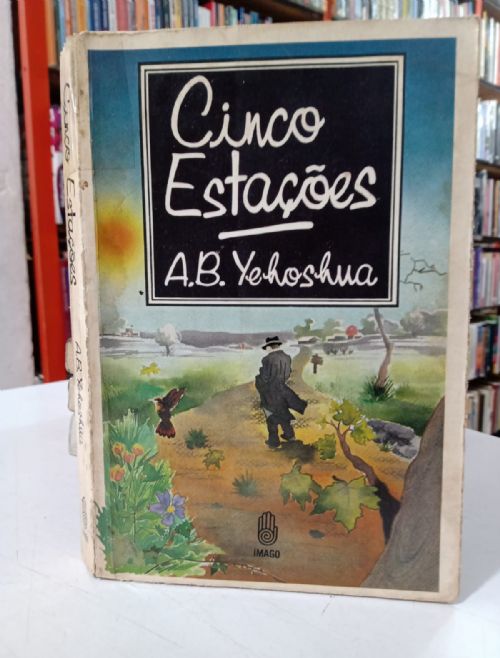 Cinco
Estações
A.B. Yehoshua
IMAGO
Cinco Estações
A.B. Yehoshua